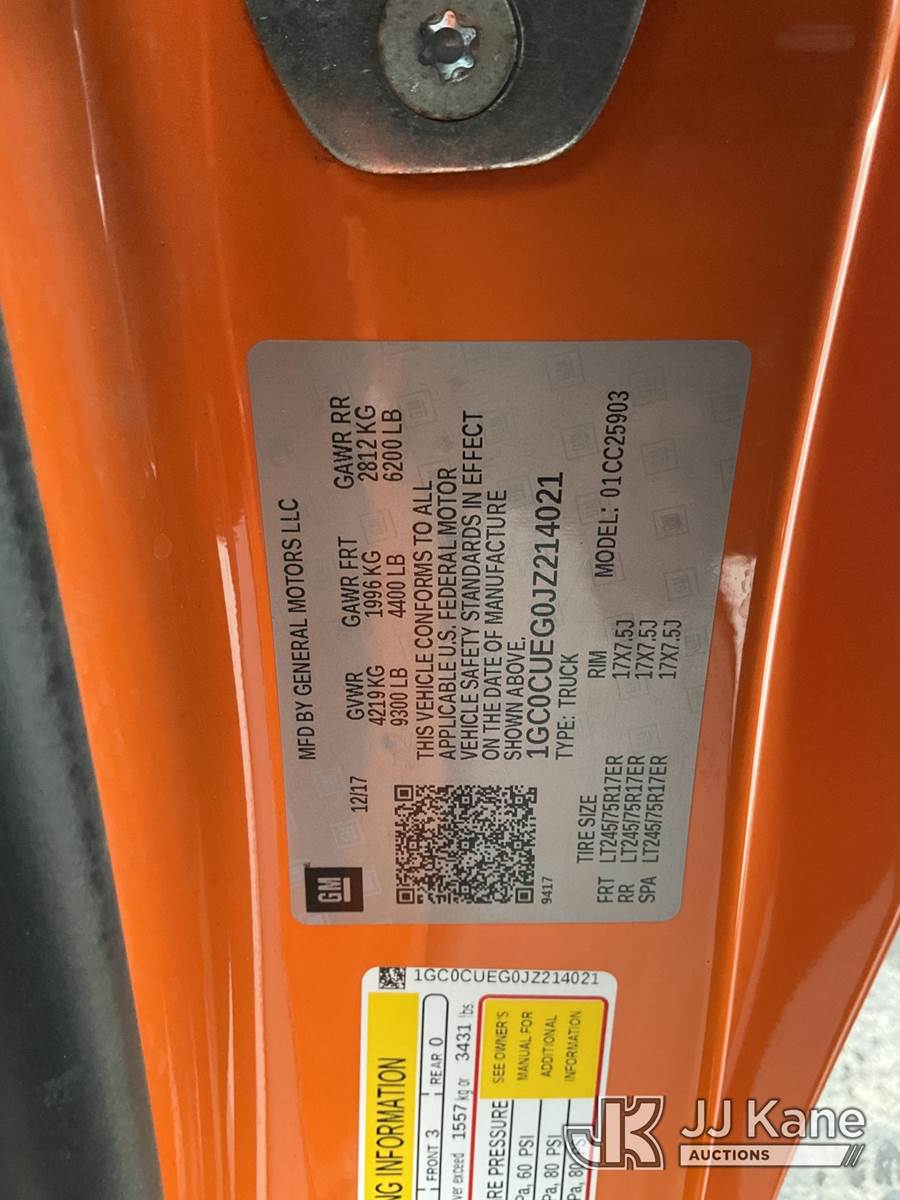 GM
MFD BY GENERAL MOTORS LLC
12/17
GVWR GAWR FRT GAWR RR
4219 KG 1996 KG 2812 KG
9300 LB 4400 LB 6200 LB
THIS VEHICLE CONFORMS TO ALL
APPLICABLE U.S. FEDERAL MOTOR
VEHICLE SAFETY STANDARDS IN EFFECT
ON THE DATE OF MANUFACTURE
SHOWN ABOVE.
1GC0CUEG0JZ214021
9417
TYPE: TRUCK
MODEL: 01CC25903
TIRE SIZE RIM
FRT LT245/75R17ER 17X7.5J
RR LT245/75R17ER 17X7.5J
SPA LT245/75R17ER 17X7.5J
1GC0CUEG0JZ214021
INFORMATION
FRONT 3 REAR 0
exceed 1557 kg or 3431 lbs.
PRESSURE SEE OWNER'S
MANUAL FOR
ADDITIONAL
INFORMATION
60 PSI
80 PSI
JK JJ Kane
AUCTIONS